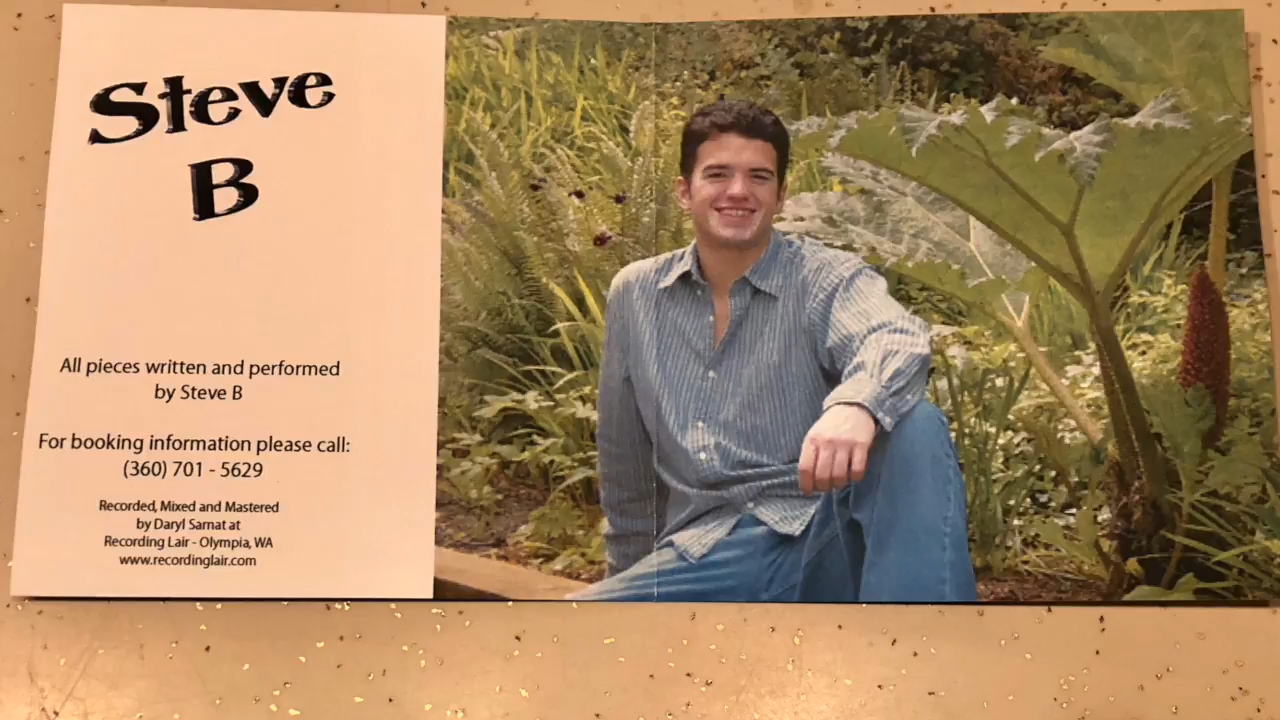 Steve
B
All pieces written and performed
by Steve B
For booking information please call:
(360) 701 - 5629
Recorded, Mixed and Mastered
by Daryl Sarnat at
Recording Lair - Olympia, WA
www.recordinglair.com